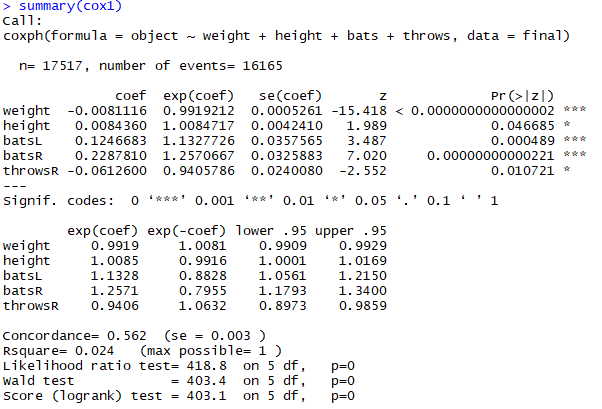 > summary(cox1)
Call:
coxph(formula = object ~ weight + height + bats + throws, data = final)

  n= 17517, number of events= 16165

              coef  exp(coef)   se(coef)       z             Pr(>|z|)
weight  -0.0081116  0.9919212  0.0005261 -15.418 < 0.0000000000000002 ***
height   0.0084360  1.0084717  0.0042410   1.989             0.046685 *
batsL    0.1246683  1.1327726  0.0357565   3.487             0.000489 ***
batsR    0.2287810  1.2570667  0.0325883   7.020     0.00000000000221 ***
throwsR -0.0612600  0.9405786  0.0240080  -2.552             0.010721 *
---
Signif. codes:  0 ‘***’ 0.001 ‘**’ 0.01 ‘*’ 0.05 ‘.’ 0.1 ‘ ’ 1

        exp(coef) exp(-coef) lower .95 upper .95
weight     0.9919     1.0081    0.9909    0.9929
height     1.0085     0.9916    1.0001    1.0169
batsL      1.1328     0.8828    1.0561    1.2150
batsR      1.2571     0.7955    1.1793    1.3400
throwsR    0.9406     1.0632    0.8973    0.9859

Concordance= 0.562  (se = 0.003 )
Rsquare= 0.024   (max possible= 1 )
Likelihood ratio test= 418.8  on 5 df,   p=0
Wald test            = 403.4  on 5 df,   p=0
Score (logrank) test = 403.1  on 5 df,   p=0